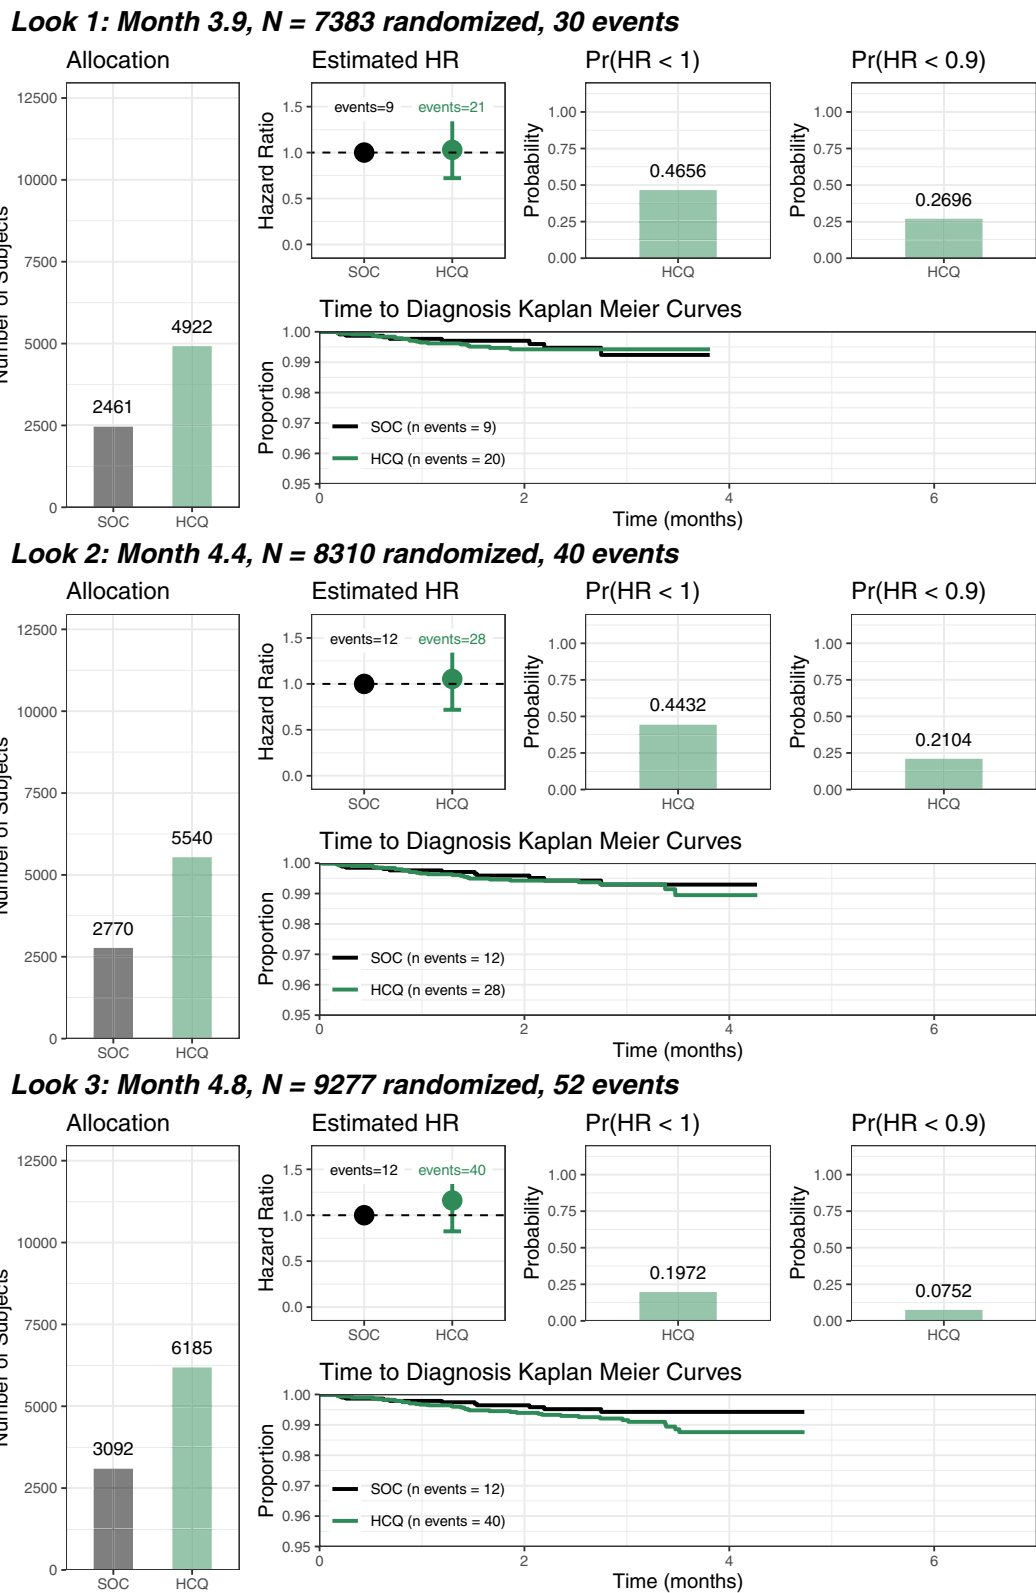 Look 1: Month 3.9, N = 7383 randomized, 30 events
Allocation
Estimated HR
Pr(HR < 1)
Pr(HR < 0.9)
Number of Subjects
12500
10000
7500
5000
2500
0
2461
4922
SOC
HCQ
Hazard Ratio
1.5
1.0
0.5
0.0
events=9
events=21
SOC
HCQ
Probability
1.00
0.75
0.50
0.25
0.00
0.4656
HCQ
Probability
1.00
0.75
0.50
0.25
0.00
0.2696
HCQ
Time to Diagnosis Kaplan Meier Curves
Proportion
1.00
0.99
0.98
0.97
0.96
0.95
SOC (n events = 9)
HCQ (n events = 20)
0
2
4
6
Time (months)
Look 2: Month 4.4, N = 8310 randomized, 40 events
Allocation
Estimated HR
Pr(HR < 1)
Pr(HR < 0.9)
Number of Subjects
12500
10000
7500
5000
2500
0
2770
5540
SOC
HCQ
Hazard Ratio
1.5
1.0
0.5
0.0
events=12
events=28
SOC
HCQ
Probability
1.00
0.75
0.50
0.25
0.00
0.4432
HCQ
Probability
1.00
0.75
0.50
0.25
0.00
0.2104
HCQ
Time to Diagnosis Kaplan Meier Curves
Proportion
1.00
0.99
0.98
0.97
0.96
0.95
SOC (n events = 12)
HCQ (n events = 28)
0
2
4
6
Time (months)
Look 3: Month 4.8, N = 9277 randomized, 52 events
Allocation
Estimated HR
Pr(HR < 1)
Pr(HR < 0.9)
Number of Subjects
12500
10000
7500
5000
2500
0
3092
6185
SOC
HCQ
Hazard Ratio
1.5
1.0
0.5
0.0
events=12
events=40
SOC
HCQ
Probability
1.00
0.75
0.50
0.25
0.00
0.1972
HCQ
Probability
1.00
0.75
0.50
0.25
0.00
0.0752
HCQ
Time to Diagnosis Kaplan Meier Curves
Proportion
1.00
0.99
0.98
0.97
0.96
0.95
SOC (n events = 12)
HCQ (n events = 40)
0
2
4
6
Time (months)